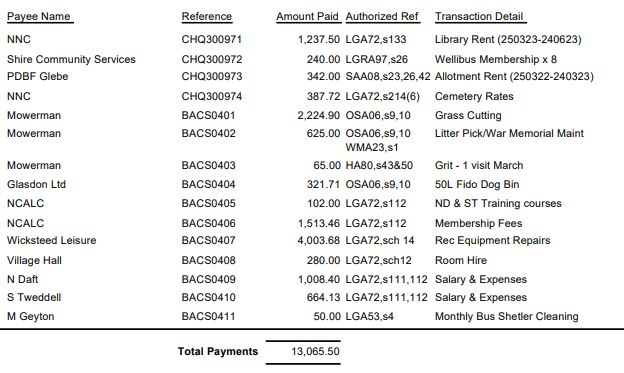 Payee Name Reference Amount Paid Authorized Ref Transaction Detail
NNC CHQ300971 1,237.50 LGA72,s133 Library Rent (250323-240623)
Shire Community Services CHQ300972 240.00 LGRA97,s26 Wellibus Membership x 8
PDBF Glebe CHQ300973 342.00 SAA08,s23,26,42 Allotment Rent (250322-240323)
NNC CHQ300974 387.72 LGA72,s214(6) Cemetery Rates
Mowerman BACS0401 2,224.90 OSA06,s9,10 Grass Cutting
Mowerman BACS0402 625.00 OSA06,s9,10 Litter Pick/War Memorial Maint
WMA23,s1
Mowerman BACS0403 65.00 HA80,s43&50 Grit - 1 visit March
Glasdon Ltd BACS0404 321.71 OSA06,s9,10 50L Fido Dog Bin
NCALC BACS0405 102.00 LGA72,s112 ND & ST Training courses
NCALC BACS0406 1,513.46 LGA72,s112 Membership Fees
Wicksteed Leisure BACS0407 4,003.68 LGA72,sch 14 Rec Equipment Repairs
Village Hall BACS0408 280.00 LGA72,sch12 Room Hire
N Daft BACS0409 1,008.40 LGA72,s111,112 Salary & Expenses
S Tweddell BACS0410 664.13 LGA72,s111,112 Salary & Expenses
M Geyton BACS0411 50.00 LGA53,s4 Monthly Bus Shetler Cleaning
Total Payments 13,065.50